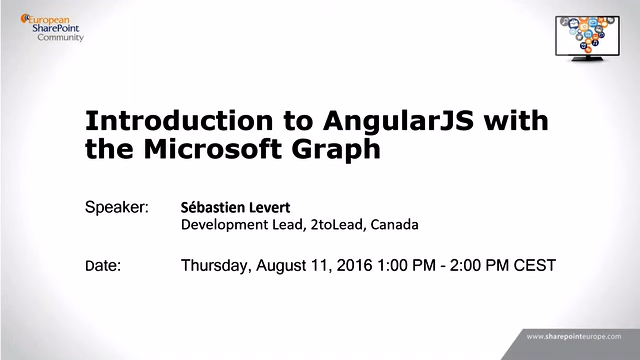 European
SharePoint
Community
Introduction to AngularJS with
the Microsoft Graph
Speaker: Sébastien Levert
Development Lead, 2toLead, Canada
Date: Thursday, August 11, 2016 1:00 PM - 2:00 PM CEST
www.sharepointeurope.com